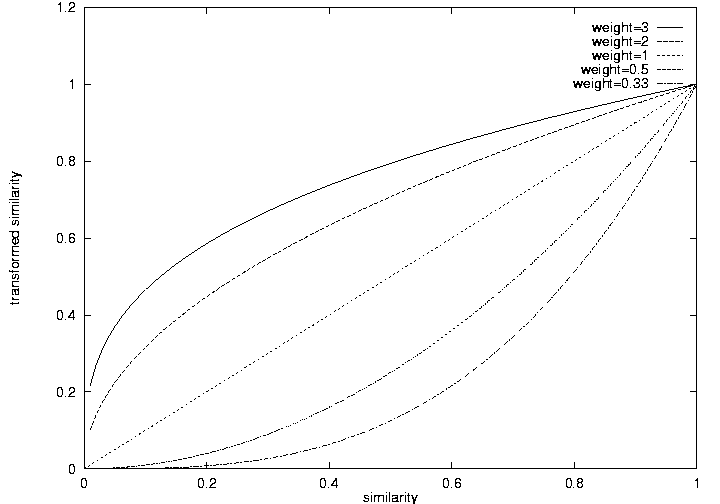 1.2
weight=3
weight=2
weight=1
weight=0.5
weight=0.33
1
0.8
transformed similarity
0.6
0.4
0.2
0
0 0.2 0.4 0.6 0.8 1
similarity